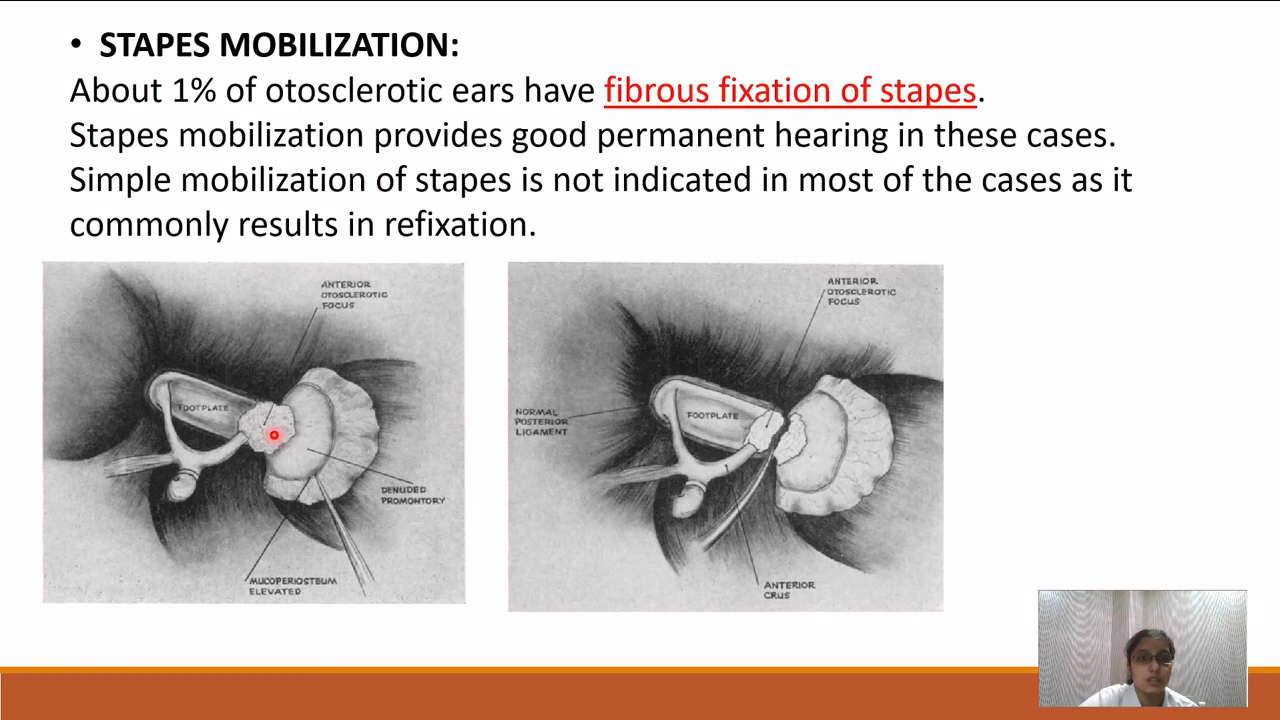 • STAPES MOBILIZATION:
About 1% of otosclerotic ears have fibrous fixation of stapes.
Stapes mobilization provides good permanent hearing in these cases.
Simple mobilization of stapes is not indicated in most of the cases as it
commonly results in refixation.
ANTERIOR
OTOSCLEROTIC
FOCUS
FOOTPLATE
DENUDED
PROMONTORY
MUCOPERIOSTEUM
ELEVATED
ANTERIOR
OTOSCLEROTIC
FOCUS
NORMAL
POSTERIOR
LIGAMENT
FOOTPLATE
ANTERIOR
CRUS